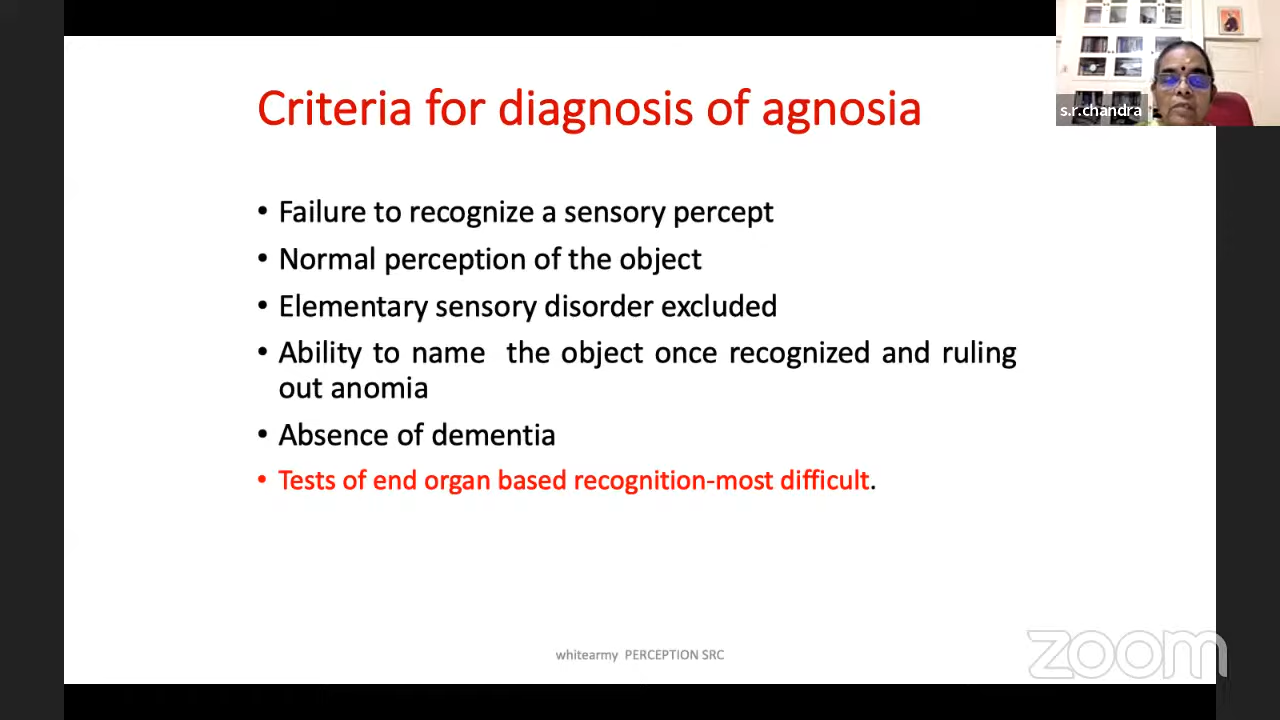 Criteria for diagnosis of agnosia
s.r.chandra
• Failure to recognize a sensory percept
• Normal perception of the object
• Elementary sensory disorder excluded
• Ability to name the object once recognized and ruling
out anomia
• Absence of dementia
• Tests of end organ based recognition-most difficult.
whitearmy PERCEPTION SRC
zoom